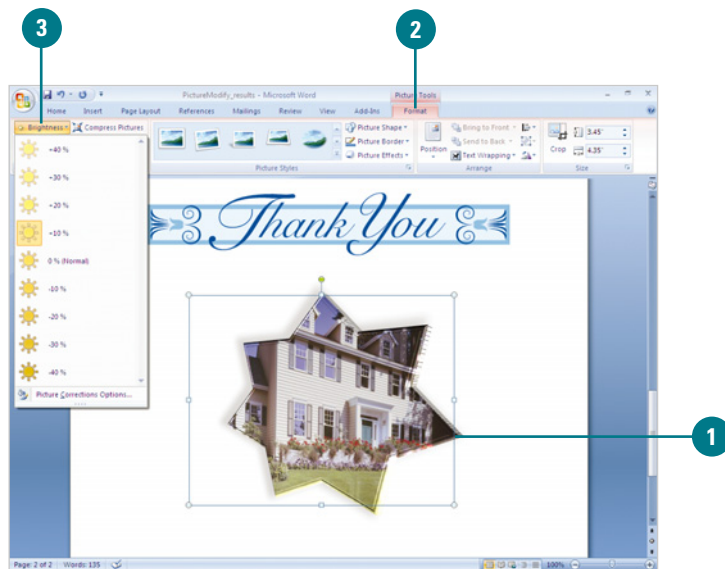 3
2
PictureModify_results - Microsoft Word
Picture Tools
Home Insert Page Layout References Mailings Review View Add-Ins Format
Brightness Compress Pictures
Picture Shape
Picture Border
Picture Effects
Picture Styles
Position
Bring to Front
Send to Back
Text Wrapping
Arrange
Crop
3.45"
4.35"
Size
+40 %
+30 %
+20 %
+10 %
0 % (Normal)
-10 %
-20 %
-30 %
-40 %
Picture Corrections Options...
Thank You
1
Page: 2 of 2 Words: 135
100%